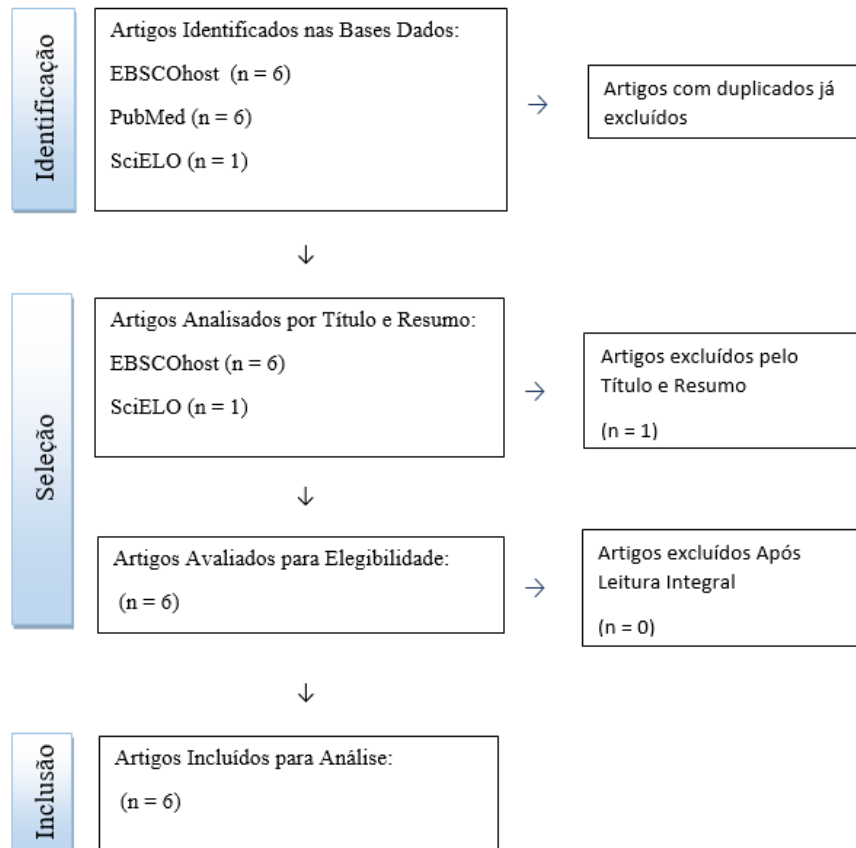 Identificação
Artigos Identificados nas Bases Dados:
EBSCOhost (n = 6)
PubMed (n = 6)
SciELO (n = 1)
→
Artigos com duplicados já
excluídos
↓
Seleção
Artigos Analisados por Título e Resumo:
EBSCOhost (n = 6)
SciELO (n = 1)
→
Artigos excluídos pelo
Título e Resumo
(n = 1)
↓
Artigos Avaliados para Elegibilidade:
(n = 6)
→
Artigos excluídos Após
Leitura Integral
(n = 0)
↓
Inclusão
Artigos Incluídos para Análise:
(n = 6)